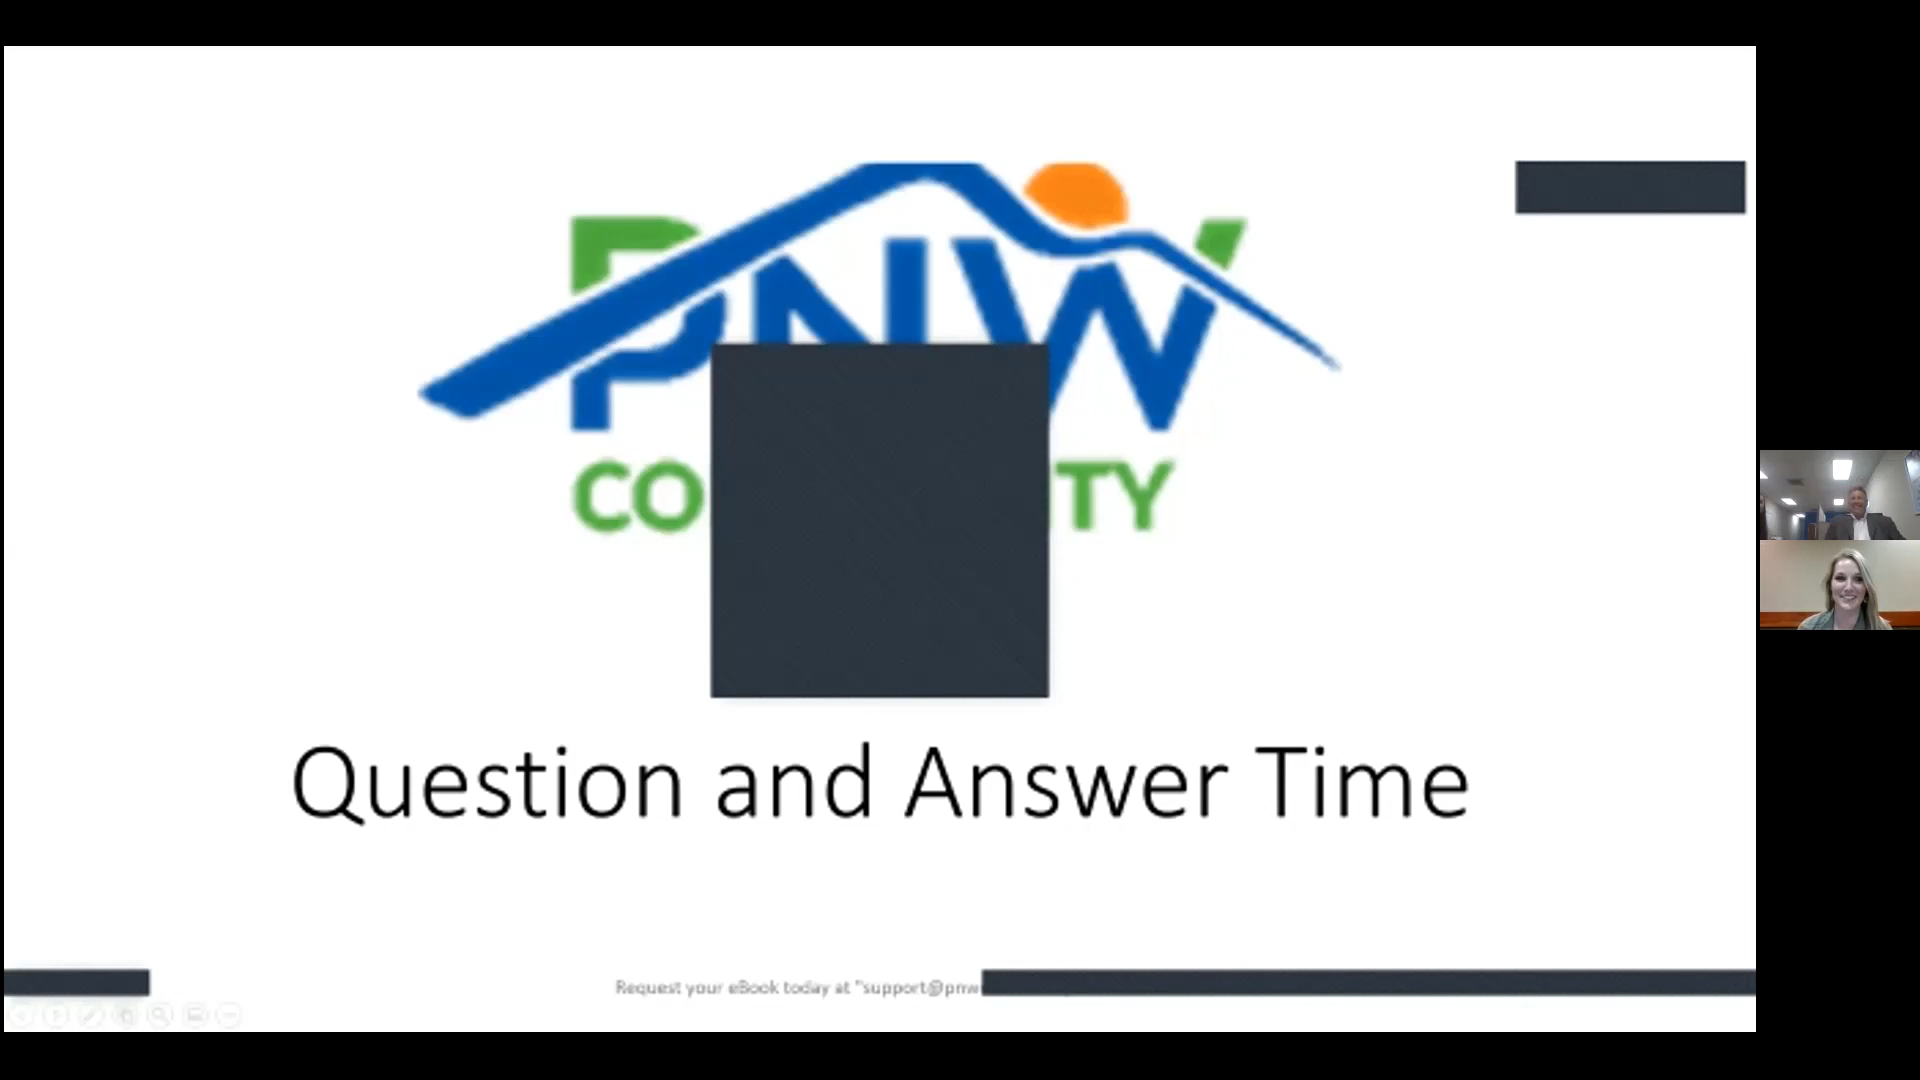 PNW
CO TY
Question and Answer Time
Request your eBook today at "support@pnw